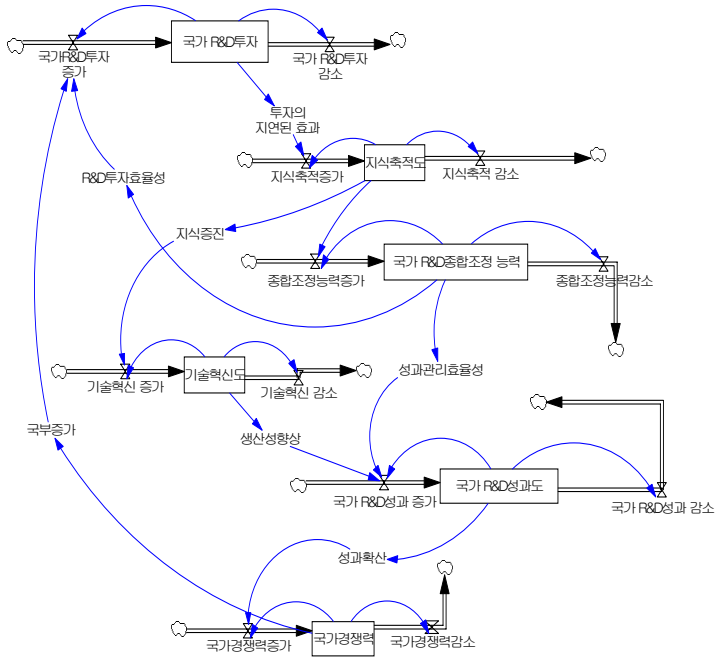 국가 R&D투자
국가R&D투자
증가
국가 R&D투자
감소
투자의
지연된 효과
지식축적증가
지식축적도
지식축적 감소
R&D투자효율성
지식증진
종합조정능력증가
국가 R&D종합조정 능력
종합조정능력감소
기술혁신 증가
기술혁신도
기술혁신 감소
성과관리효율성
국부증가
생산성향상
국가 R&D성과 증가
국가 R&D성과도
국가 R&D성과 감소
성과확산
국가경쟁력증가
국가경쟁력
국가경쟁력감소